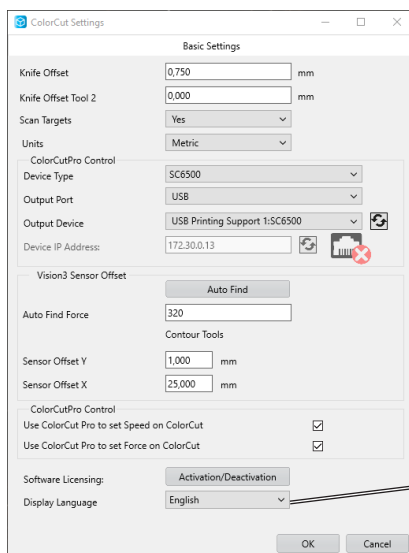 ColorCut Settings
Basic Settings
Knife Offset 0,750 mm
Knife Offset Tool 2 0,000 mm
Scan Targets Yes
Units Metric
ColorCutPro Control
Device Type SC6500
Output Port USB
Output Device USB Printing Support 1:SC6500
Device IP Address: 172.30.0.13
Vision3 Sensor Offset
Auto Find
Auto Find Force 320
Contour Tools
Sensor Offset Y 1,000 mm
Sensor Offset X 25,000 mm
ColorCutPro Control
Use ColorCut Pro to set Speed on ColorCut
Use ColorCut Pro to set Force on ColorCut
Software Licensing: Activation/Deactivation
Display Language English
OK Cancel